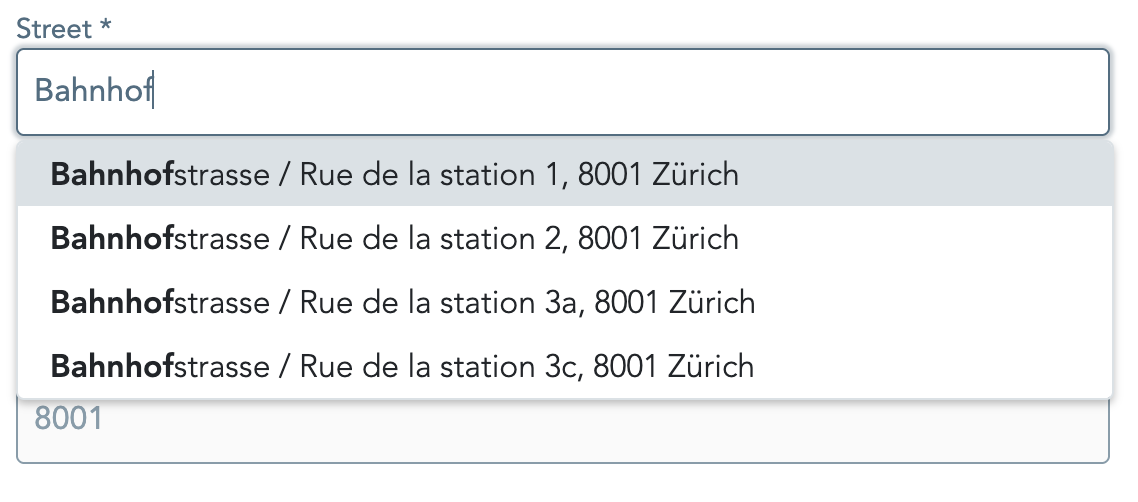 Street *
Bahnhof
Bahnhofstrasse / Rue de la station 1, 8001 Zürich
Bahnhofstrasse / Rue de la station 2, 8001 Zürich
Bahnhofstrasse / Rue de la station 3a, 8001 Zürich
Bahnhofstrasse / Rue de la station 3c, 8001 Zürich
8001